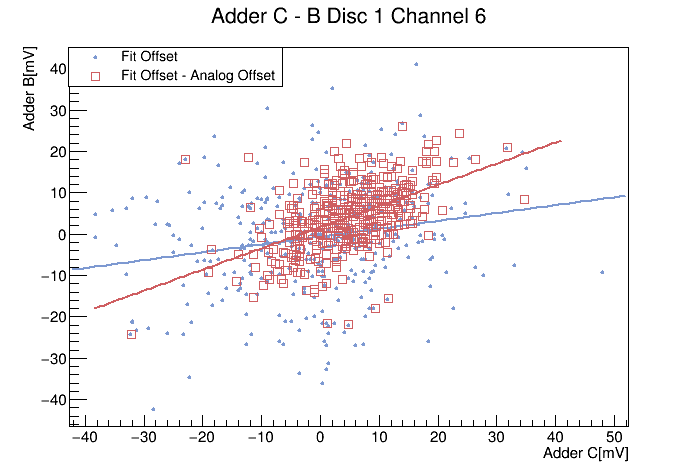 Adder C - B Disc 1 Channel 6
Adder B[mV]
Fit Offset
Fit Offset - Analog Offset
40
30
20
10
0
−10
−20
−30
−40
−40 −30 −20 −10 0 10 20 30 40 50
Adder C[mV]